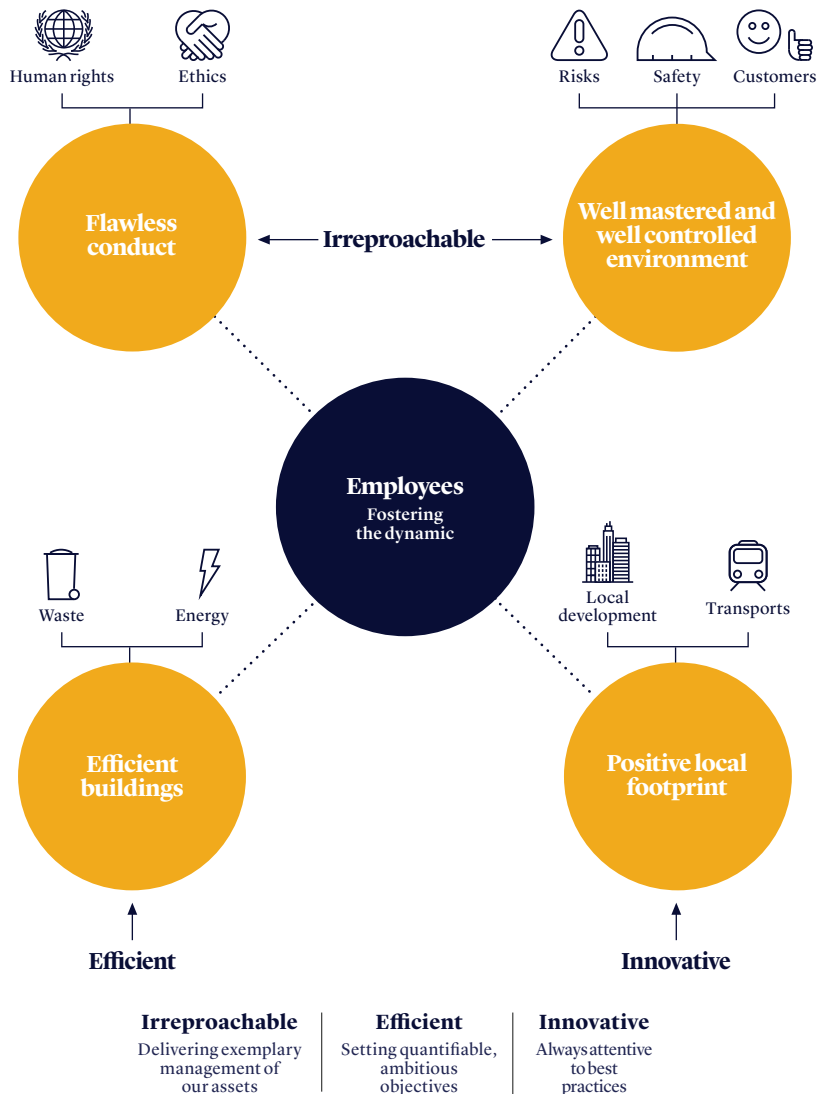 Human rights
Ethics
Risks
Safety
Customers
Flawless
conduct
Irreproachable
Well mastered and
well controlled
environment
Employees
Fostering
the dynamic
Waste
Energy
Local
development
Transports
Efficient
buildings
Positive local
footprint
Efficient
Innovative
Irreproachable
Delivering exemplary
management of
our assets
Efficient
Setting quantifiable,
ambitious
objectives
Innovative
Always attentive
to best
practices